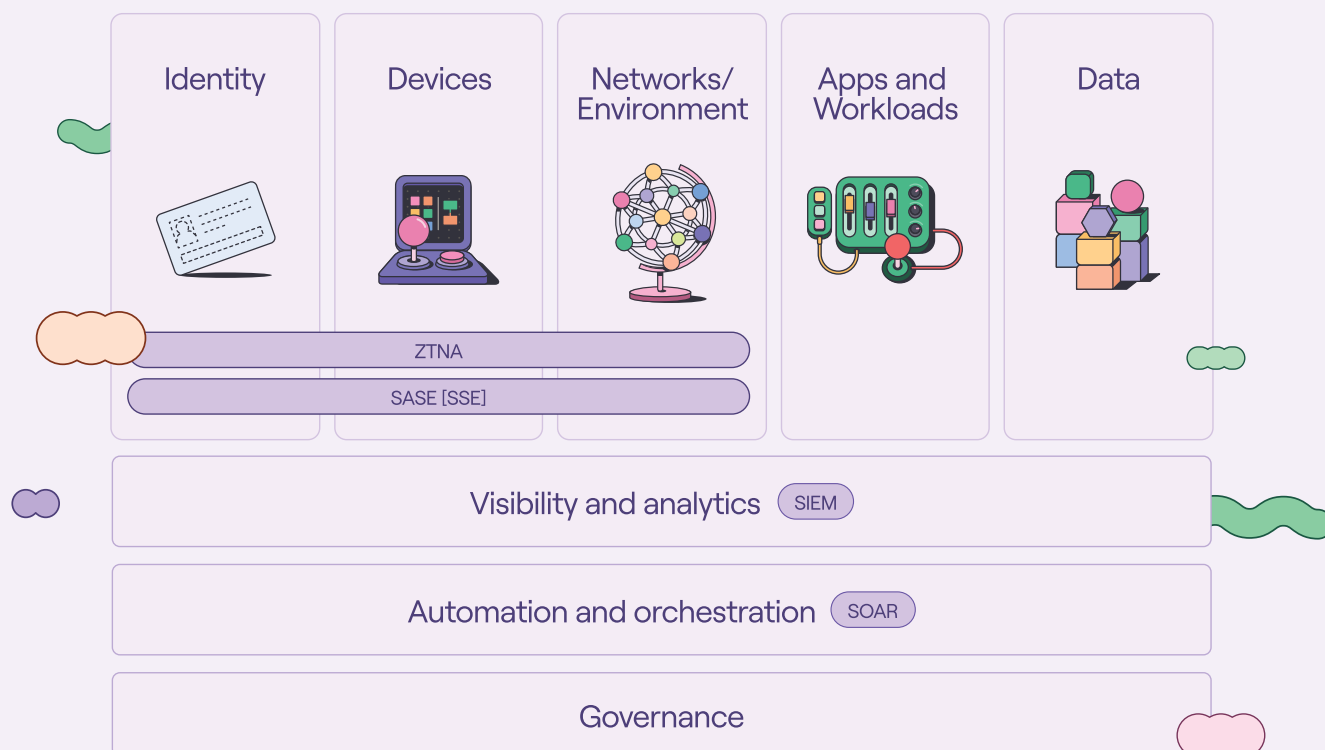 Identity
Devices
Networks/
Environment
Apps and
Workloads
Data
ZTNA
SASE [SSE]
Visibility and analytics SIEM
Automation and orchestration SOAR
Governance